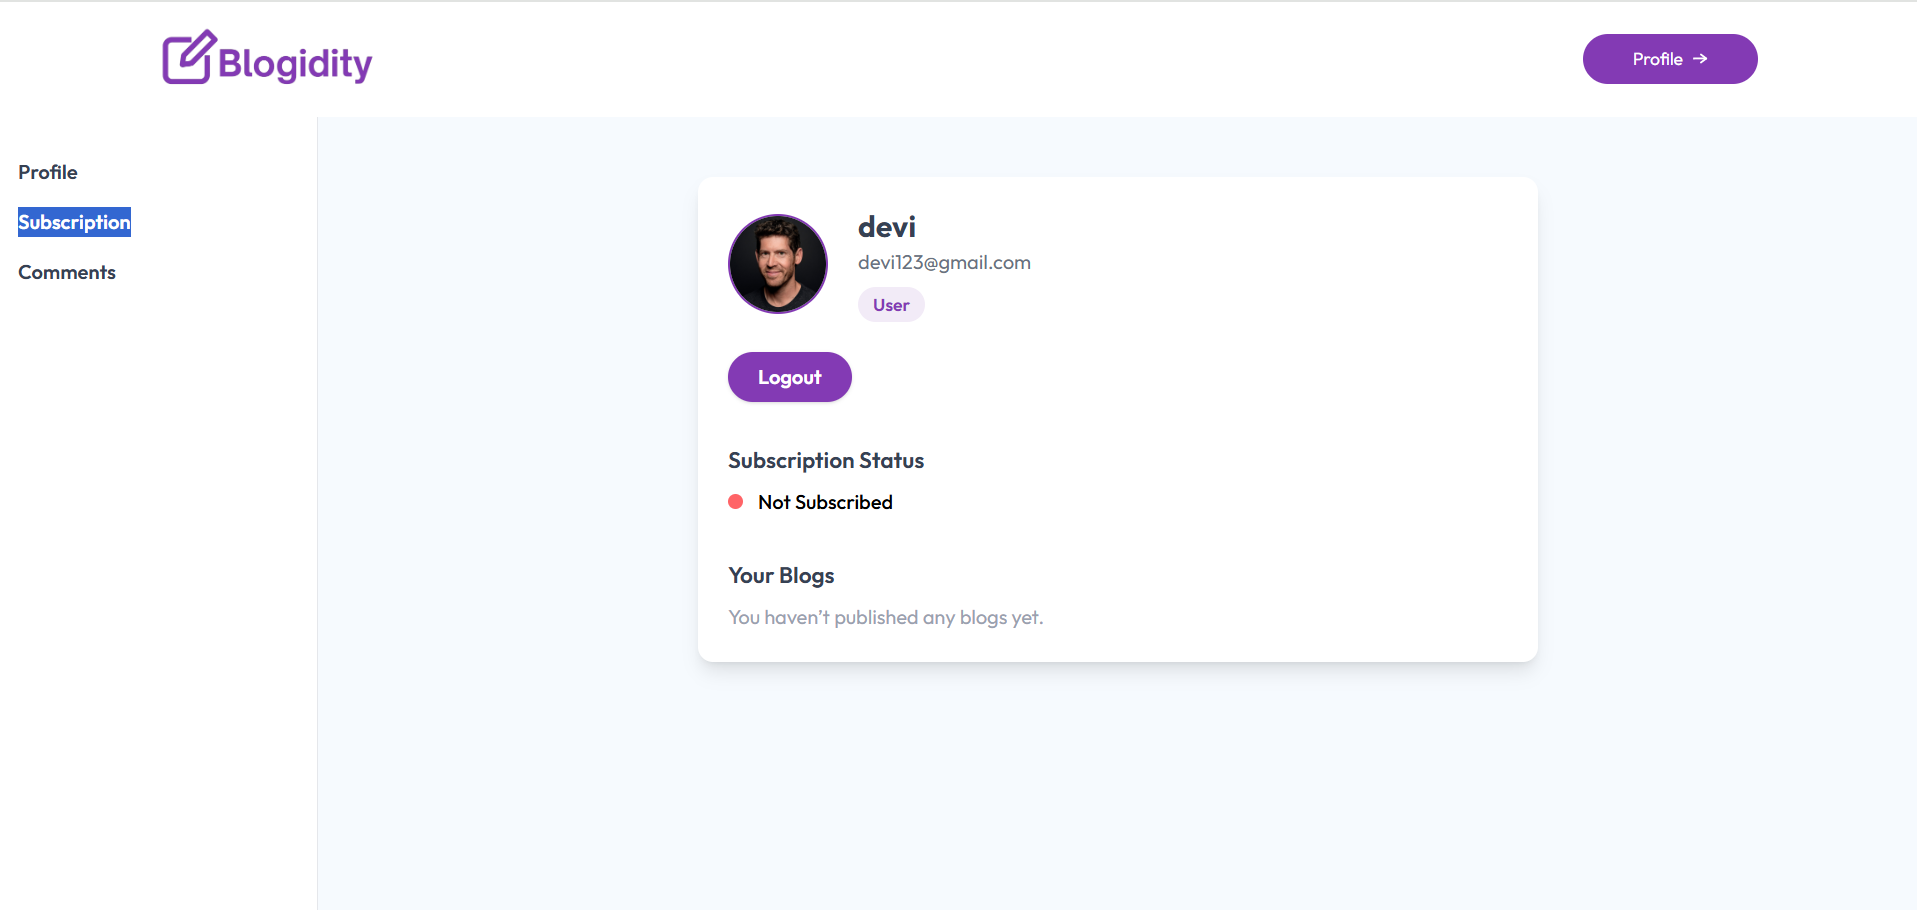 Blogidity
Profile →
Profile
Subscription
Comments
devi
devi123@gmail.com
User
Logout
Subscription Status
Not Subscribed
Your Blogs
You haven’t published any blogs yet.